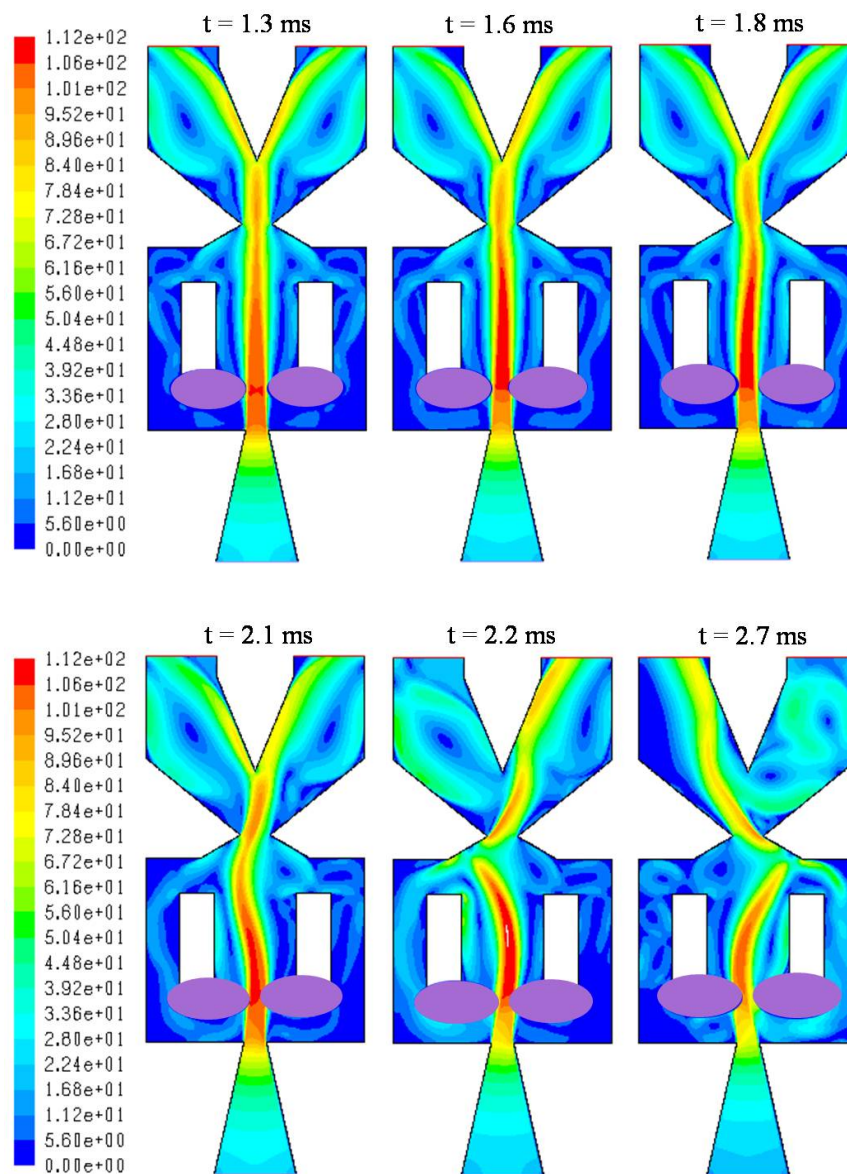 t = 1.3 ms
t = 1.6 ms
t = 1.8 ms
1.12e+02
1.06e+02
1.01e+02
9.52e+01
8.96e+01
8.40e+01
7.84e+01
7.28e+01
6.72e+01
6.16e+01
5.60e+01
5.04e+01
4.48e+01
3.92e+01
3.36e+01
2.80e+01
2.24e+01
1.68e+01
1.12e+01
5.60e+00
0.00e+00
t = 2.1 ms
t = 2.2 ms
t = 2.7 ms
1.12e+02
1.06e+02
1.01e+02
9.52e+01
8.96e+01
8.40e+01
7.84e+01
7.28e+01
6.72e+01
6.16e+01
5.60e+01
5.04e+01
4.48e+01
3.92e+01
3.36e+01
2.80e+01
2.24e+01
1.68e+01
1.12e+01
5.60e+00
0.00e+00